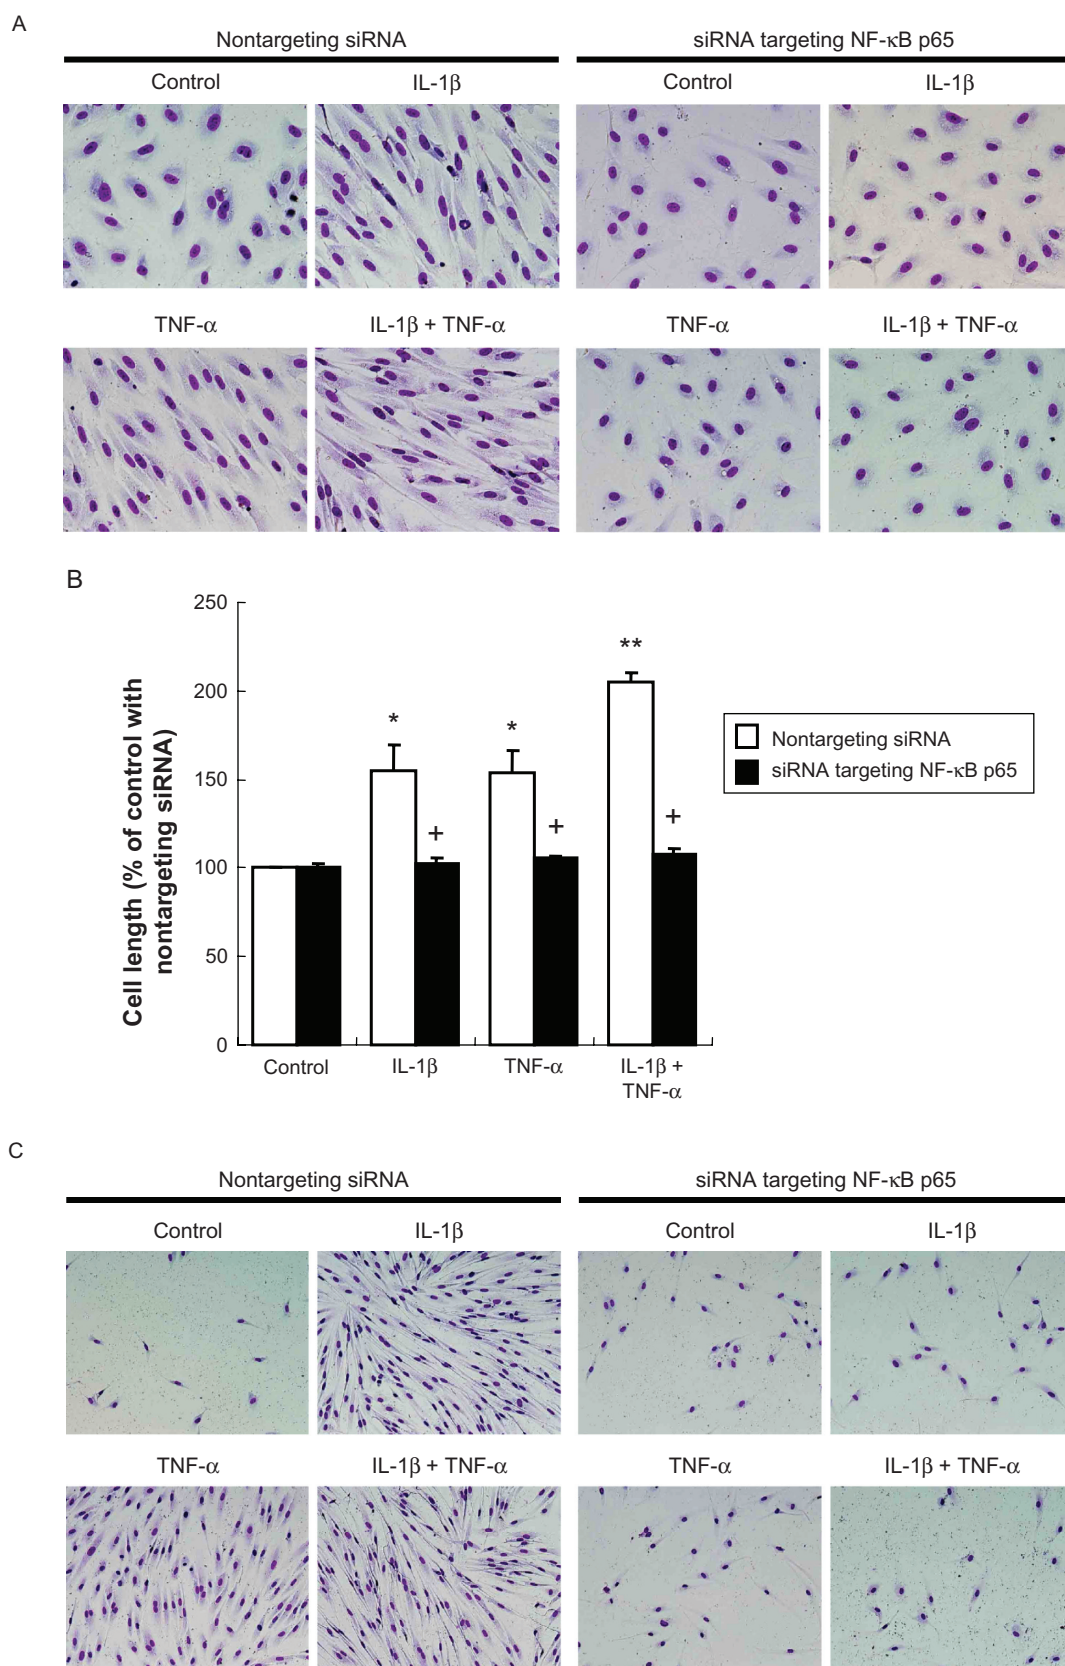 A
Nontargeting siRNA
siRNA targeting NF-κB p65
Control
IL-1β
Control
IL-1β
TNF-α
IL-1β + TNF-α
TNF-α
IL-1β + TNF-α
B
Cell length (% of control with
nontargeting siRNA)
250
200
150
100
50
0
*
+
*
+
**
+
Control
IL-1β
TNF-α
IL-1β +
TNF-α
Nontargeting siRNA
siRNA targeting NF-κB p65
C
Nontargeting siRNA
siRNA targeting NF-κB p65
Control
IL-1β
Control
IL-1β
TNF-α
IL-1β + TNF-α
TNF-α
IL-1β + TNF-α